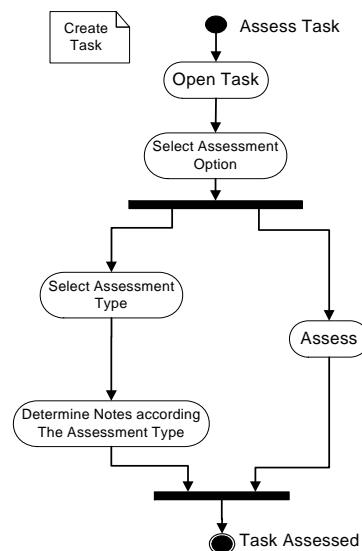 Create
Task
Assess Task
Open Task
Select Assessment
Option
Select Assessment
Type
Assess
Determine Notes according
The Assessment Type
Task Assessed